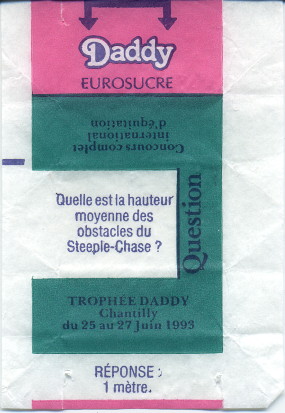 Daddy
EUROSUCRE
Concours complet
international
d'équitation
Quelle est la hauteur
moyenne des
obstacles du
Steeple-Chase ?
Question
TROPHÉE DADDY
Chantilly
du 25 au 27 Juin 1993
RÉPONSE :
1 mètre.